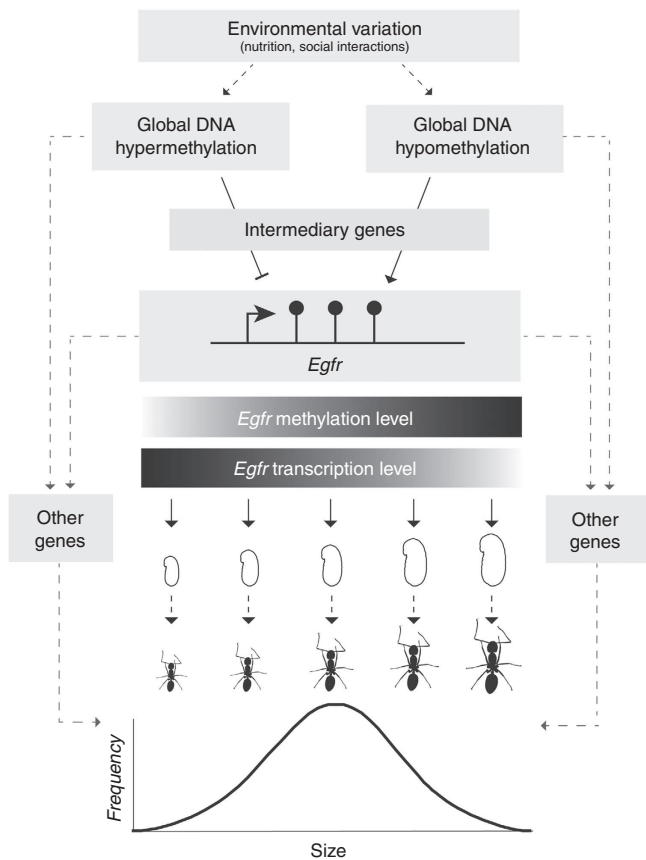 Environmental variation
(nutrition, social interactions)
Global DNA
hypermethylation
Global DNA
hypomethylation
Intermediary genes
Egfr
Egfr methylation level
Egfr transcription level
Other
genes
Other
genes
Frequency
Size